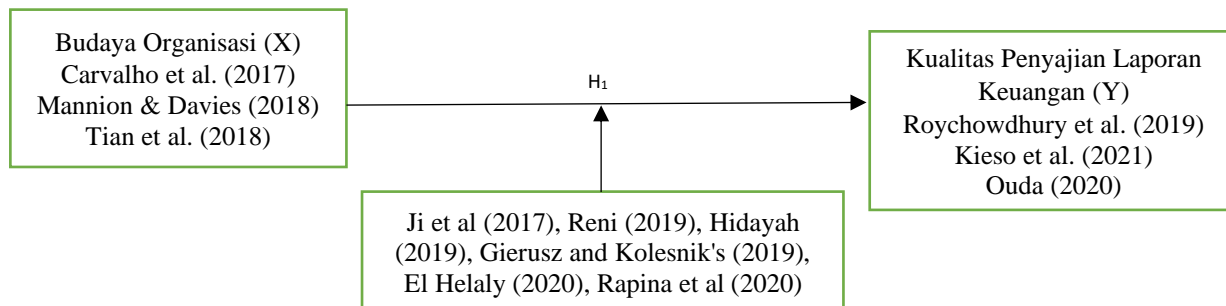 Budaya Organisasi (X)
Carvalho et al. (2017)
Mannion & Davies (2018)
Tian et al. (2018)
H1
Kualitas Penyajian Laporan
Keuangan (Y)
Roychowdhury et al. (2019)
Kieso et al. (2021)
Ouda (2020)
Ji et al (2017), Reni (2019), Hidayah
(2019), Gierusz and Kolesnik's (2019),
El Helaly (2020), Rapina et al (2020)